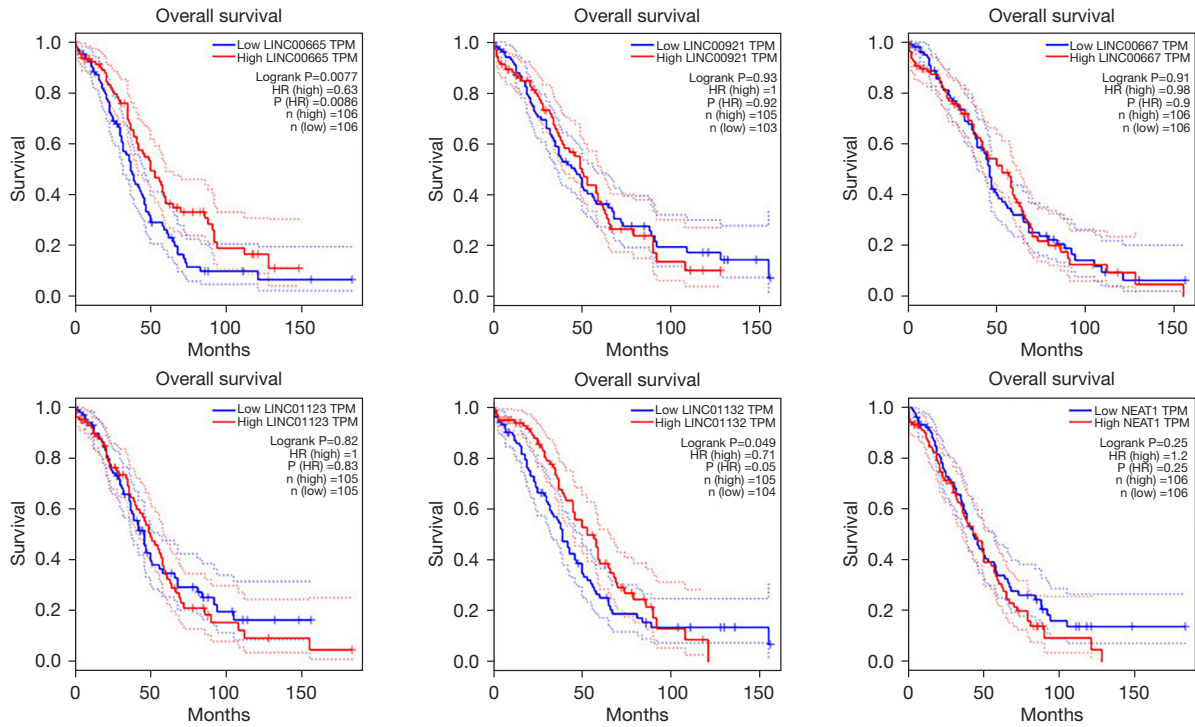 Overall survival
Survival
1.0
0.8
0.6
0.4
0.2
0.0
Low LINC00665 TPM
High LINC00665 TPM
Logrank P=0.0077
HR (high) =0.63
P (HR) =0.0086
n (high) =106
n (low) =106
0 50 100 150
Months
Overall survival
Survival
1.0
0.8
0.6
0.4
0.2
0.0
Low LINC00921 TPM
High LINC00921 TPM
Logrank P=0.93
HR (high) =1
P (HR) =0.92
n (high) =105
n (low) =103
0 50 100 150
Months
Overall survival
Survival
1.0
0.8
0.6
0.4
0.2
0.0
Low LINC00667 TPM
High LINC00667 TPM
Logrank P=0.91
HR (high) =0.98
P (HR) =0.9
n (high) =106
n (low) =106
0 50 100 150
Months
Overall survival
Survival
1.0
0.8
0.6
0.4
0.2
0.0
Low LINC01123 TPM
High LINC01123 TPM
Logrank P=0.82
HR (high) =1
P (HR) =0.83
n (high) =105
n (low) =105
0 50 100 150
Months
Overall survival
Survival
1.0
0.8
0.6
0.4
0.2
0.0
Low LINC01132 TPM
High LINC01132 TPM
Logrank P=0.049
HR (high) =0.71
P (HR) =0.05
n (high) =105
n (low) =104
0 50 100 150
Months
Overall survival
Survival
1.0
0.8
0.6
0.4
0.2
0.0
Low NEAT1 TPM
High NEAT1 TPM
Logrank P=0.25
HR (high) =1.2
P (HR) =0.25
n (high) =106
n (low) =106
0 50 100 150
Months